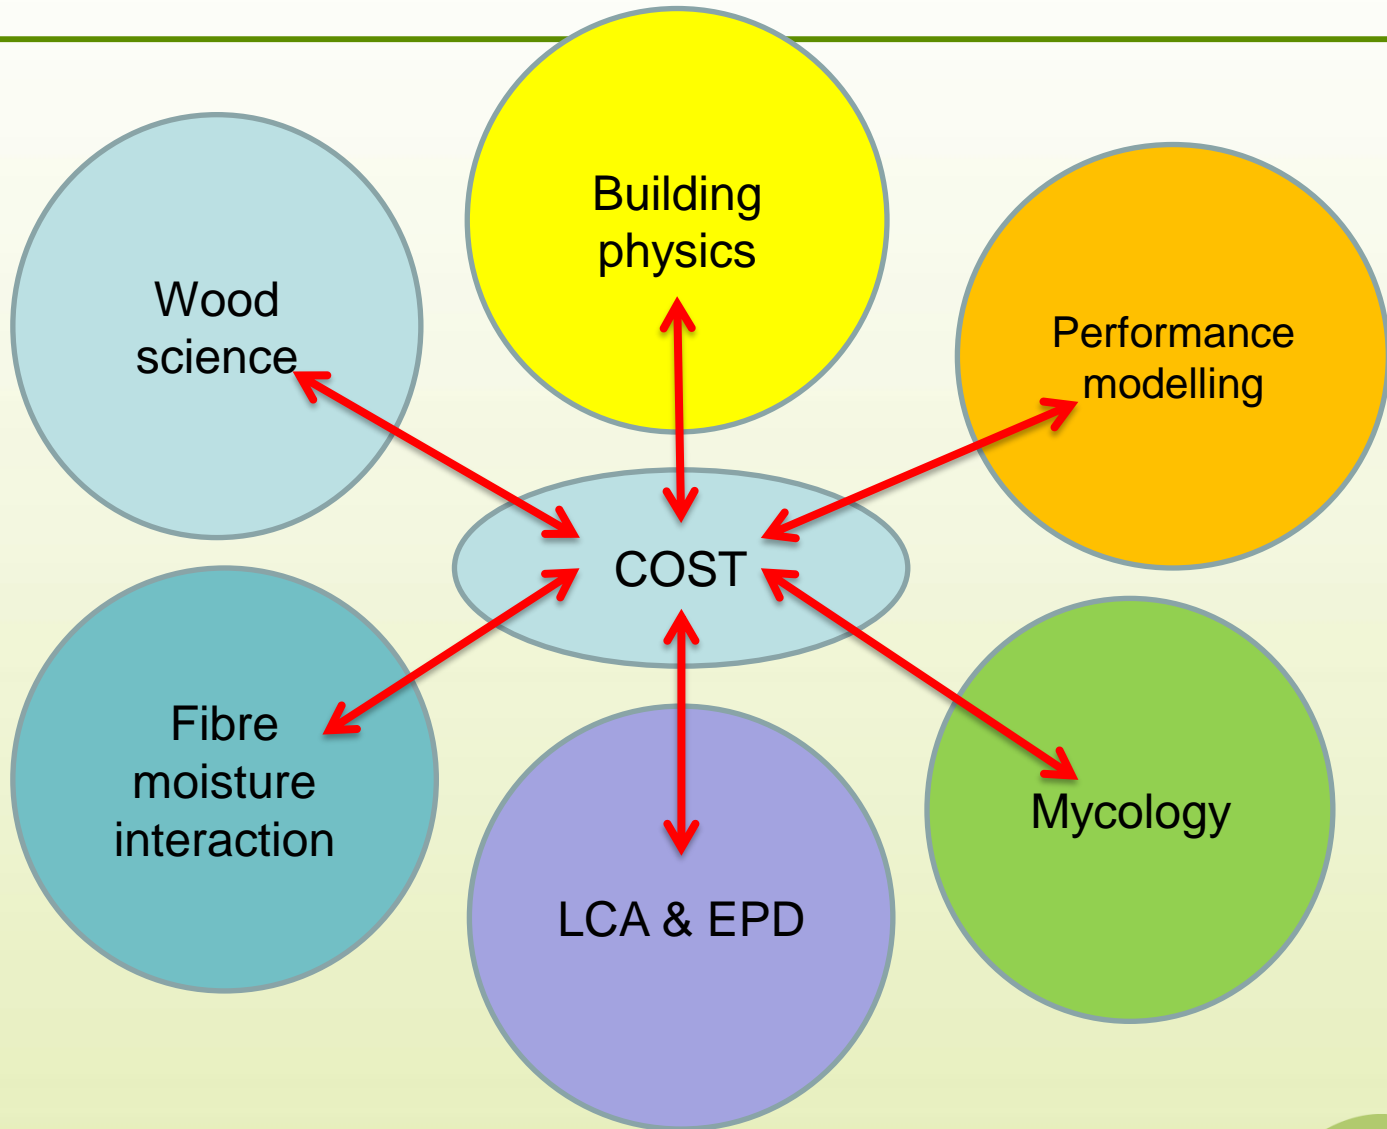 Building
physics
Wood
science
Performance
modelling
COST
Fibre
moisture
interaction
Mycology
LCA & EPD